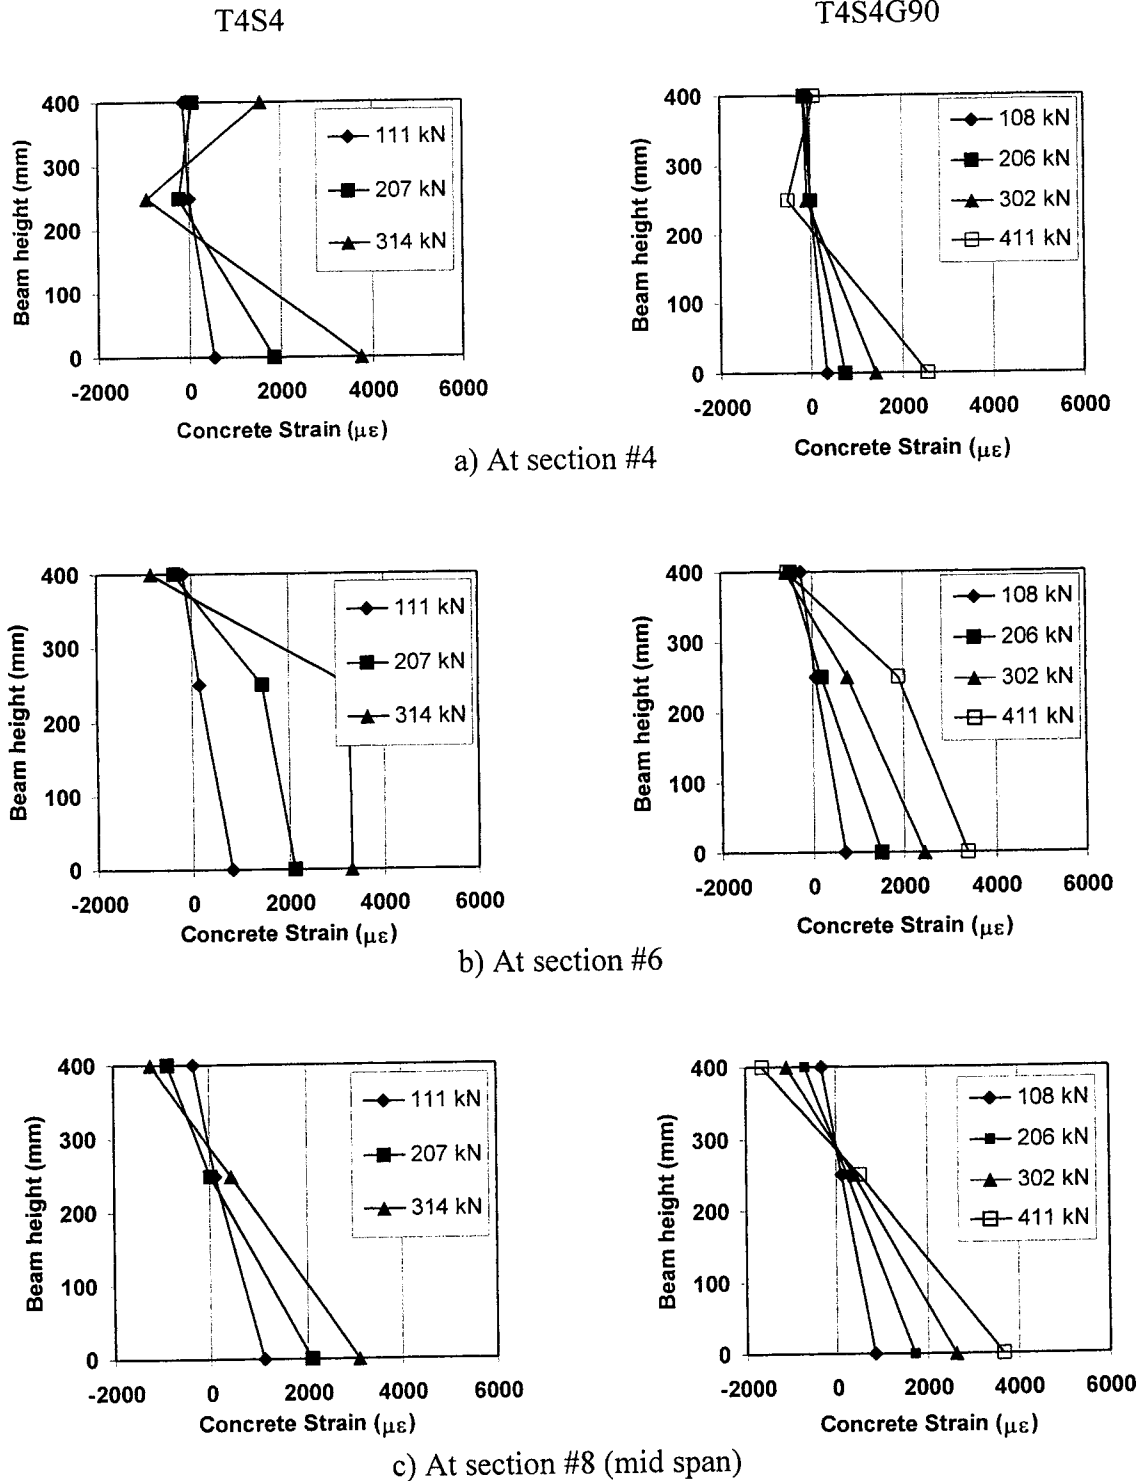 T4S4
T4S4G90
400
300
200
100
0
Beam height (mm)
-2000 0 2000 4000 6000
Concrete Strain (με)
111 kN
207 kN
314 kN
400
300
200
100
0
Beam height (mm)
-2000 0 2000 4000 6000
Concrete Strain (με)
108 kN
206 kN
302 kN
411 kN
a) At section #4
400
300
200
100
0
Beam height (mm)
-2000 0 2000 4000 6000
Concrete Strain (με)
111 kN
207 kN
314 kN
400
300
200
100
0
Beam height (mm)
-2000 0 2000 4000 6000
Concrete Strain (με)
108 kN
206 kN
302 kN
411 kN
b) At section #6
400
300
200
100
0
Beam height (mm)
-2000 0 2000 4000 6000
Concrete Strain (με)
111 kN
207 kN
314 kN
400
300
200
100
0
Beam height (mm)
-2000 0 2000 4000 6000
Concrete Strain (με)
108 kN
206 kN
302 kN
411 kN
c) At section #8 (mid span)